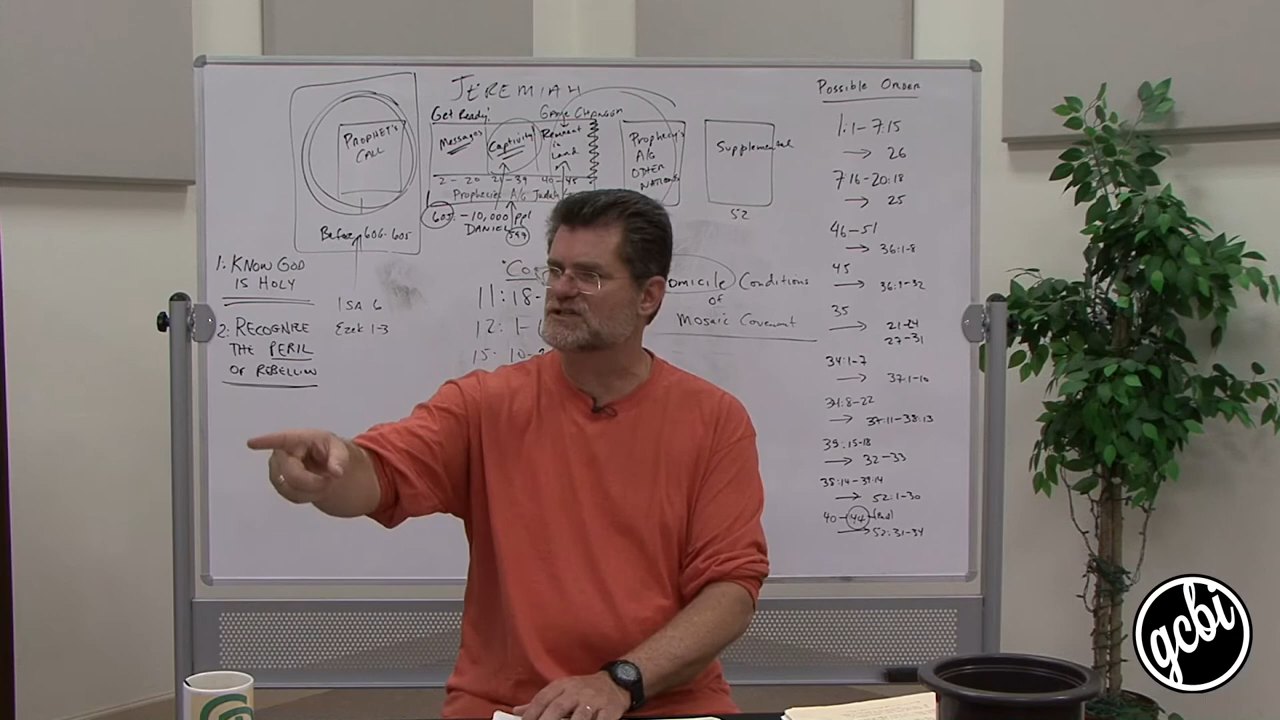 JEREMIAH
Get Ready!
GAME CHANGER
PROPHET'S
CALL
Before 606-605
ISA 6
Ezek 1-3
Messages
Captivity
Remnant
in
Land
2-20
40-45
Prophecies A/G Judah
605 -10,000 ppl
DANIEL
597
Prophecy's
A/G
OTHER
NATIONS
Supplemental
52
1. KNOW GOD
IS HOLY
2. RECOGNIZE
THE PERIL
OF REBELLION
11:18-
12:1-
15:10-
Conditions
of
Mosaic Covenant
POSSIBLE ORDER
1:1-7:15
→ 26
7:16-20:18
→ 25
46-51
→ 36:1-8
45
→ 36:9-32
35
→ 21-24
27-31
34:1-7
→ 37:1-10
34:8-22
→ 37:11-38:13
39:15-18
→ 32-33
38:14-39:14
→ 52:1-30
40-44
→ 52:31-34
gcbi